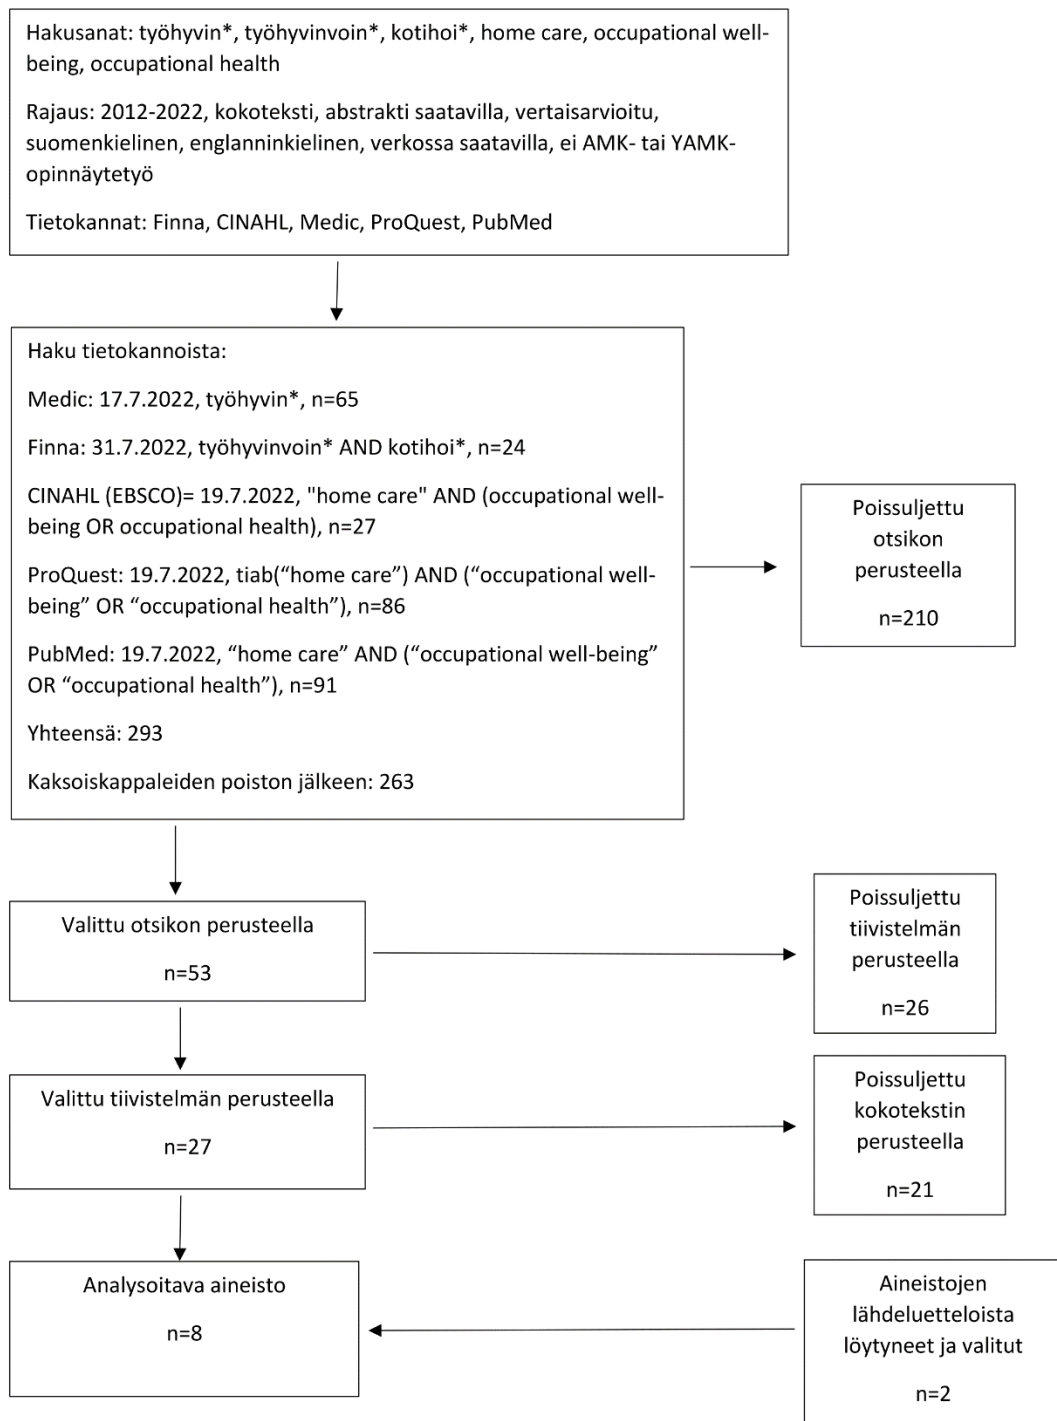 Hakusanat: työhyvin*, työhyvinvoin*, kotihoi*, home care, occupational well-
being, occupational health
Rajaus: 2012-2022, kokoteksti, abstrakti saatavilla, vertaisarvioitu,
suomenkielinen, englanninkielinen, verkossa saatavilla, ei AMK- tai YAMK-
opinnäytetyö
Tietokannat: Finna, CINAHL, Medic, ProQuest, PubMed
Haku tietokannoista:
Medic: 17.7.2022, työhyvin*, n=65
Finna: 31.7.2022, työhyvinvoin* AND kotihoi*, n=24
CINAHL (EBSCO)= 19.7.2022, "home care" AND (occupational well-
being OR occupational health), n=27
ProQuest: 19.7.2022, tiab(“home care”) AND (“occupational well-
being” OR “occupational health”), n=86
PubMed: 19.7.2022, “home care” AND (“occupational well-being”
OR “occupational health”), n=91
Yhteensä: 293
Kaksoiskappaleiden poiston jälkeen: 263
Poissuljettu
otsikon
perusteella
n=210
Valittu otsikon perusteella
n=53
Poissuljettu
tiivistelmän
perusteella
n=26
Valittu tiivistelmän perusteella
n=27
Poissuljettu
kokotekstin
perusteella
n=21
Analysoitava aineisto
n=8
Aineistojen
lähdeluetteloista
löytyneet ja valitut
n=2